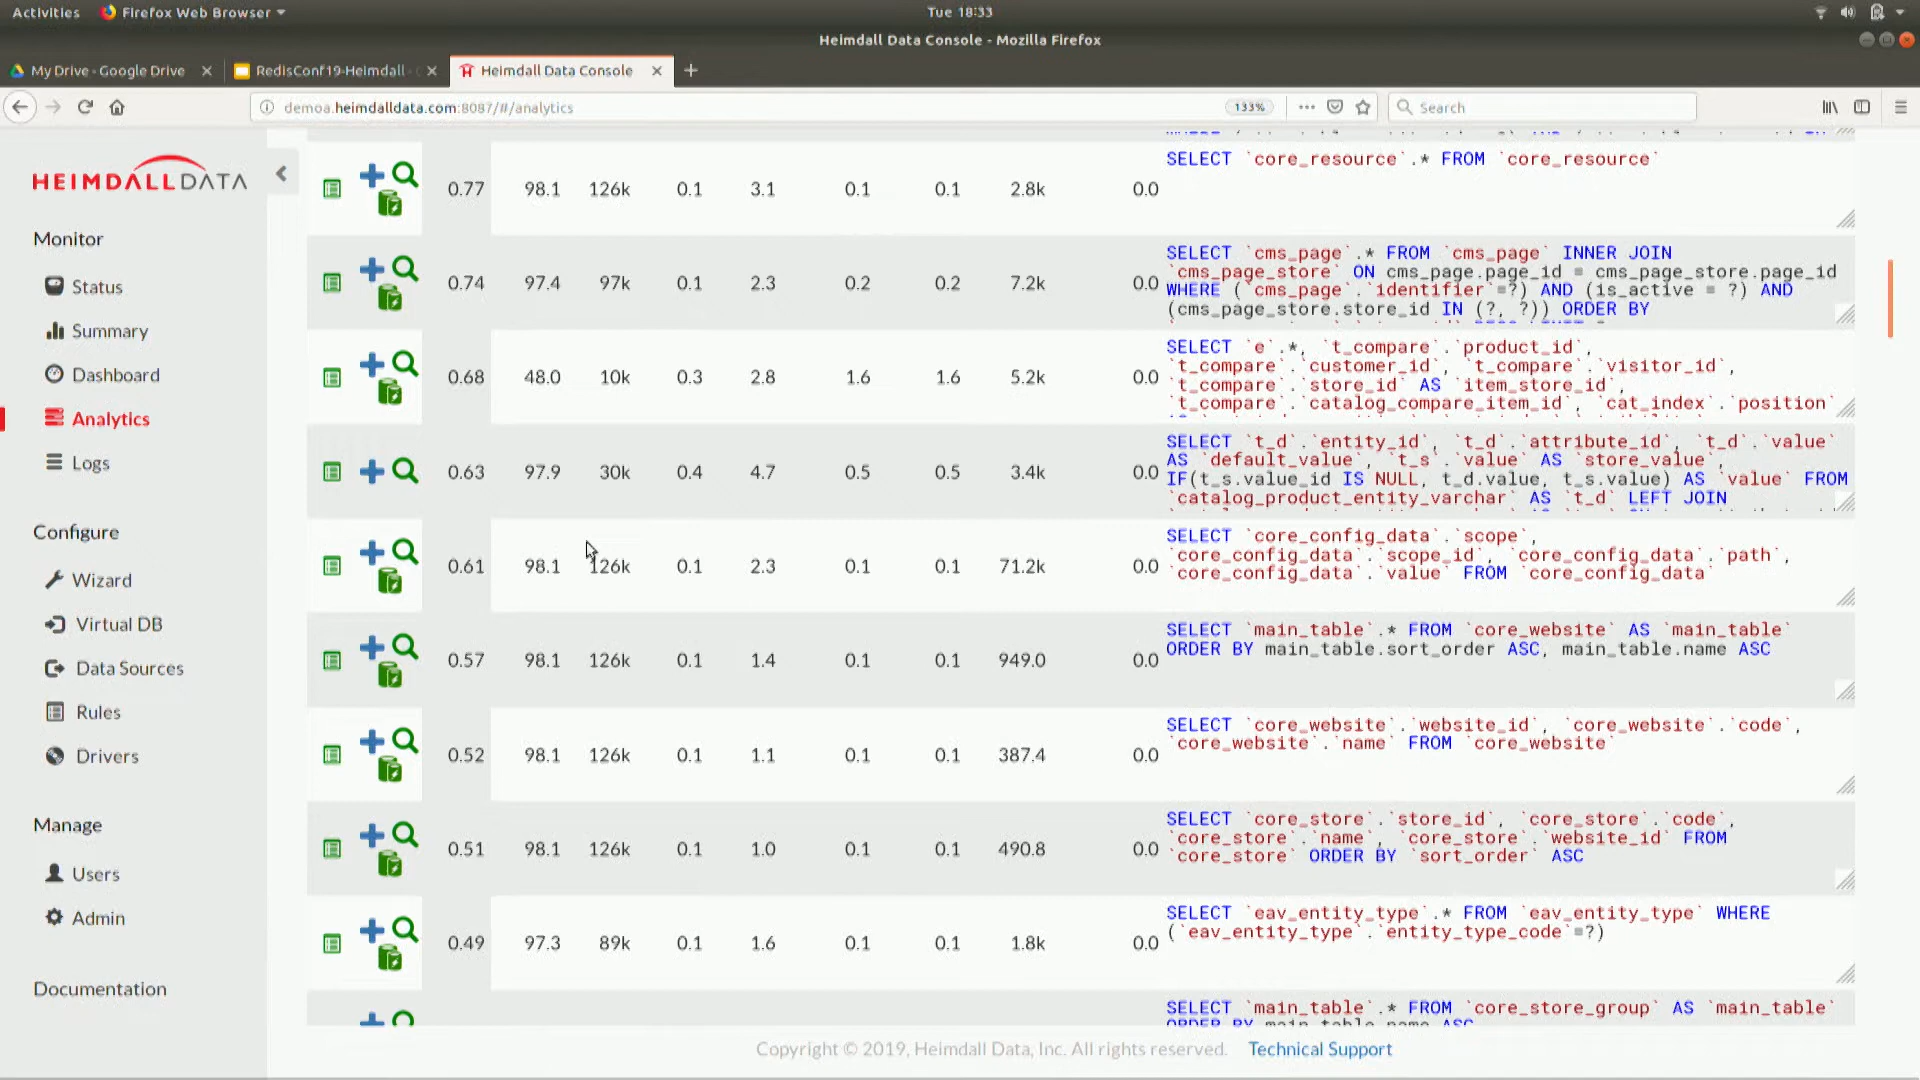 Activities Firefox Web Browser Tue 18:33
Heimdall Data Console - Mozilla Firefox
My Drive - Google Drive RedisConf19-Heimdall - Heimdall Data Console
demoa.heimdalldata.com:8087/#/analytics 133% Search
HEIMDALLDATA
Monitor
Status
Summary
Dashboard
Analytics
Logs
Configure
Wizard
Virtual DB
Data Sources
Rules
Drivers
Manage
Users
Admin
Documentation
0.77 98.1 126k 0.1 3.1 0.1 0.1 2.8k 0.0
SELECT `core_resource`.* FROM `core_resource`
0.74 97.4 97k 0.1 2.3 0.2 0.2 7.2k 0.0
SELECT `cms_page`.* FROM `cms_page` INNER JOIN
`cms_page_store` ON cms_page.page_id = cms_page_store.page_id
WHERE (`cms_page`.`identifier`=?) AND (is_active = ?) AND
(cms_page_store.store_id IN (?, ?)) ORDER BY
0.68 48.0 10k 0.3 2.8 1.6 1.6 5.2k 0.0
SELECT `e`.*, `t_compare`.`product_id`,
`t_compare`.`customer_id`, `t_compare`.`visitor_id`,
`t_compare`.`store_id` AS `item_store_id`,
`t_compare`.`catalog_compare_item_id`, `cat_index`.`position`
0.63 97.9 30k 0.4 4.7 0.5 0.5 3.4k 0.0
SELECT `t_d`.`entity_id`, `t_d`.`attribute_id`, `t_d`.`value`
AS `default_value`, `t_s`.`value` AS `store_value`,
IF(t_s.value_id IS NULL, t_d.value, t_s.value) AS `value` FROM
`catalog_product_entity_varchar` AS `t_d` LEFT JOIN
0.61 98.1 126k 0.1 2.3 0.1 0.1 71.2k 0.0
SELECT `core_config_data`.`scope`,
`core_config_data`.`scope_id`, `core_config_data`.`path`,
`core_config_data`.`value` FROM `core_config_data`
0.57 98.1 126k 0.1 1.4 0.1 0.1 949.0 0.0
SELECT `main_table`.* FROM `core_website` AS `main_table`
ORDER BY main_table.sort_order ASC, main_table.name ASC
0.52 98.1 126k 0.1 1.1 0.1 0.1 387.4 0.0
SELECT `core_website`.`website_id`, `core_website`.`code`,
`core_website`.`name` FROM `core_website`
0.51 98.1 126k 0.1 1.0 0.1 0.1 490.8 0.0
SELECT `core_store`.`store_id`, `core_store`.`code`,
`core_store`.`name`, `core_store`.`website_id` FROM
`core_store` ORDER BY `sort_order` ASC
0.49 97.3 89k 0.1 1.6 0.1 0.1 1.8k 0.0
SELECT `eav_entity_type`.* FROM `eav_entity_type` WHERE
(`eav_entity_type`.`entity_type_code`=?)
SELECT `main_table`.* FROM `core_store_group` AS `main_table`
ORDER BY main_table.name ASC
Copyright © 2019, Heimdall Data, Inc. All rights reserved. Technical Support